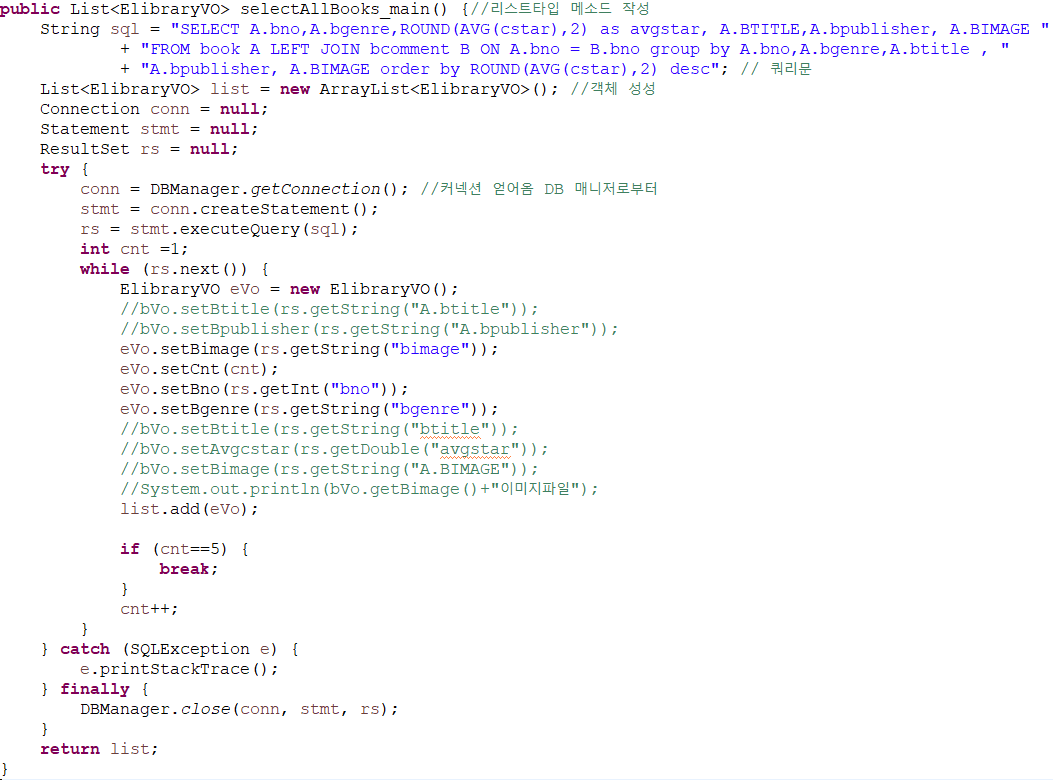 public List<ElibraryVO> selectAllBooks_main() {//리스트타입 메소드 작성
String sql = "SELECT A.bno,A.bgenre,ROUND(AVG(cstar),2) as avgstar, A.BTITLE,A.bpublisher, A.BIMAGE "
+ "FROM book A LEFT JOIN bcomment B ON A.bno = B.bno group by A.bno,A.bgenre,A.btitle , "
+ "A.bpublisher, A.BIMAGE order by ROUND(AVG(cstar),2) desc"; // 쿼리문
List<ElibraryVO> list = new ArrayList<ElibraryVO>(); //객체 성성
Connection conn = null;
Statement stmt = null;
ResultSet rs = null;
try {
conn = DBManager.getConnection(); //커넥션 얻어옴 DB 매니저로부터
stmt = conn.createStatement();
rs = stmt.executeQuery(sql);
int cnt =1;
while (rs.next()) {
ElibraryVO eVo = new ElibraryVO();
//bVo.setBtitle(rs.getString("A.btitle"));
//bVo.setBpublisher(rs.getString("A.bpublisher"));
eVo.setBimage(rs.getString("bimage"));
eVo.setCnt(cnt);
eVo.setBno(rs.getInt("bno"));
eVo.setBgenre(rs.getString("bgenre"));
//bVo.setBtitle(rs.getString("btitle"));
//bVo.setAvgcstar(rs.getDouble("avgstar"));
//bVo.setBimage(rs.getString("A.BIMAGE"));
//System.out.println(bVo.getBimage()+"이미지파일");
list.add(eVo);
if (cnt==5) {
break;
}
cnt++;
}
} catch (SQLException e) {
e.printStackTrace();
} finally {
DBManager.close(conn, stmt, rs);
}
return list;
}